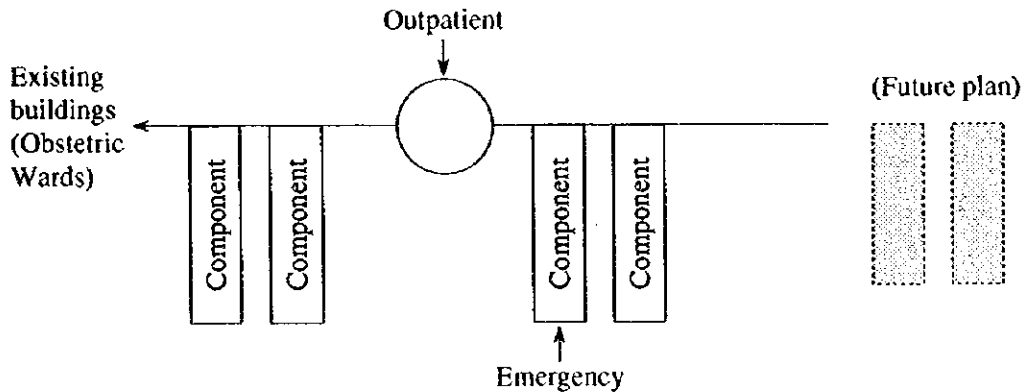 Outpatient
Existing
buildings
(Obstetric
Wards)
(Future plan)
Component
Component
Component
Component
Emergency